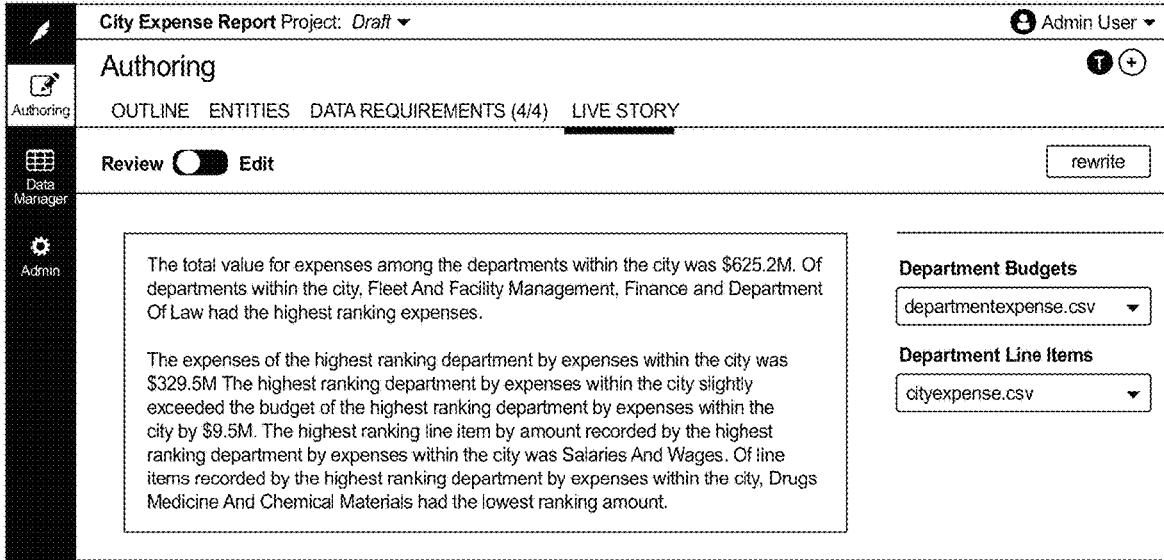 City Expense Report Project: Draft
Admin User
Authoring
T +
Authoring
OUTLINE ENTITIES DATA REQUIREMENTS (4/4) LIVE STORY
Review Edit
rewrite
Data
Manager
Admin
The total value for expenses among the departments within the city was $625.2M. Of
departments within the city, Fleet And Facility Management, Finance and Department
Of Law had the highest ranking expenses.
The expenses of the highest ranking department by expenses within the city was
$329.5M The highest ranking department by expenses within the city slightly
exceeded the budget of the highest ranking department by expenses within the
city by $9.5M. The highest ranking line item by amount recorded by the highest
ranking department by expenses within the city was Salaries And Wages. Of line
items recorded by the highest ranking department by expenses within the city, Drugs
Medicine And Chemical Materials had the lowest ranking amount.
Department Budgets
departmentexpense.csv
Department Line Items
cityexpense.csv